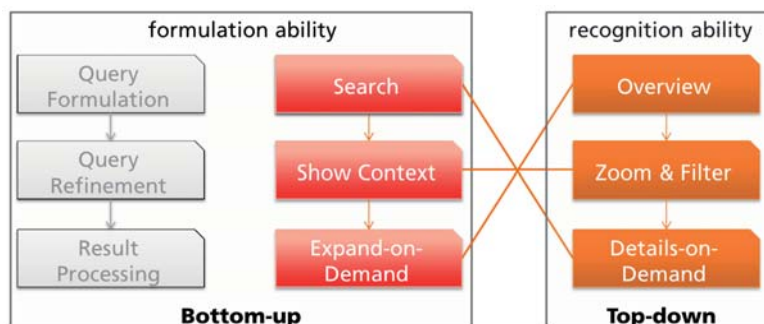 formulation ability
recognition ability
Query
Formulation
Search
Overview
Query
Refinement
Show Context
Zoom & Filter
Result
Processing
Expand-on-
Demand
Details-on-
Demand
Bottom-up
Top-down